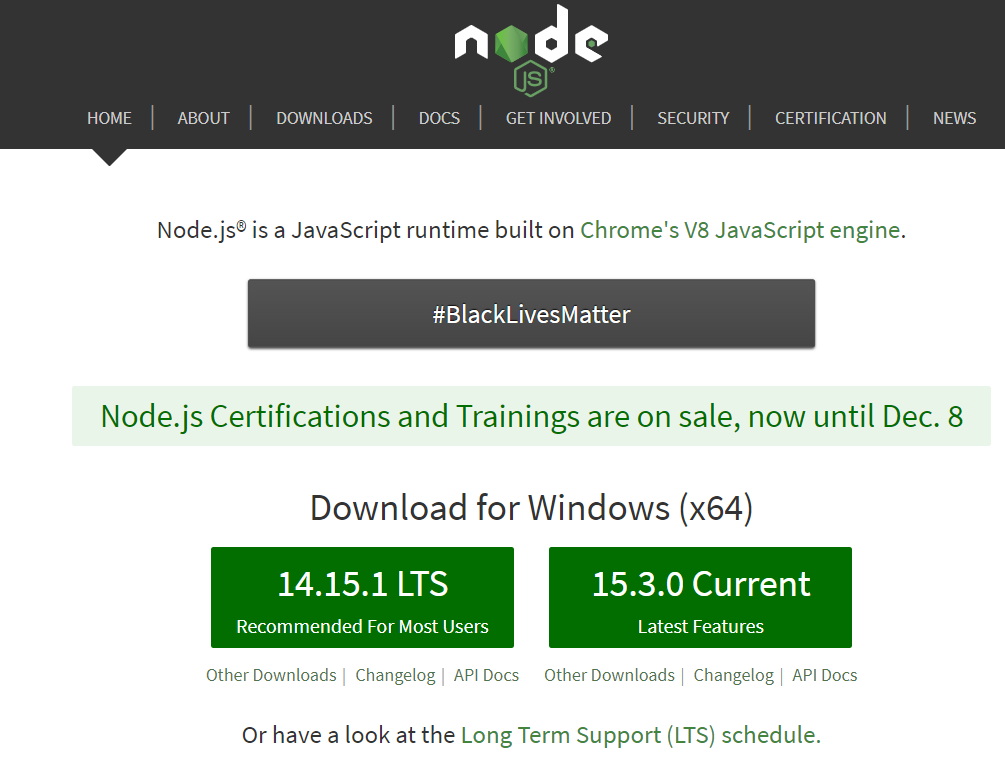 node
JS®
HOME | ABOUT | DOWNLOADS | DOCS | GET INVOLVED | SECURITY | CERTIFICATION | NEWS
Node.js® is a JavaScript runtime built on Chrome's V8 JavaScript engine.
#BlackLivesMatter
Node.js Certifications and Trainings are on sale, now until Dec. 8
Download for Windows (x64)
14.15.1 LTS
Recommended For Most Users
15.3.0 Current
Latest Features
Other Downloads | Changelog | API Docs
Other Downloads | Changelog | API Docs
Or have a look at the Long Term Support (LTS) schedule.